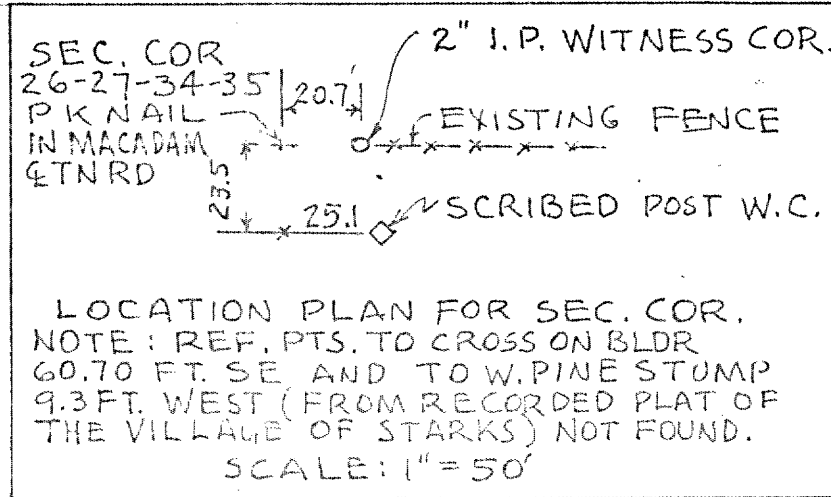 SEC. COR
26-27-34-35
P K NAIL
IN MACADAM
℄ TN RD
20.7'
2" I.P. WITNESS COR.
EXISTING FENCE
23.5
25.1
SCRIBED POST W.C.
LOCATION PLAN FOR SEC. COR.
NOTE: REF. PTS. TO CROSS ON BLDR
60.70 FT. SE AND TO W. PINE STUMP
9.3 FT. WEST (FROM RECORDED PLAT OF
THE VILLAGE OF STARKS) NOT FOUND.
SCALE: 1" = 50'